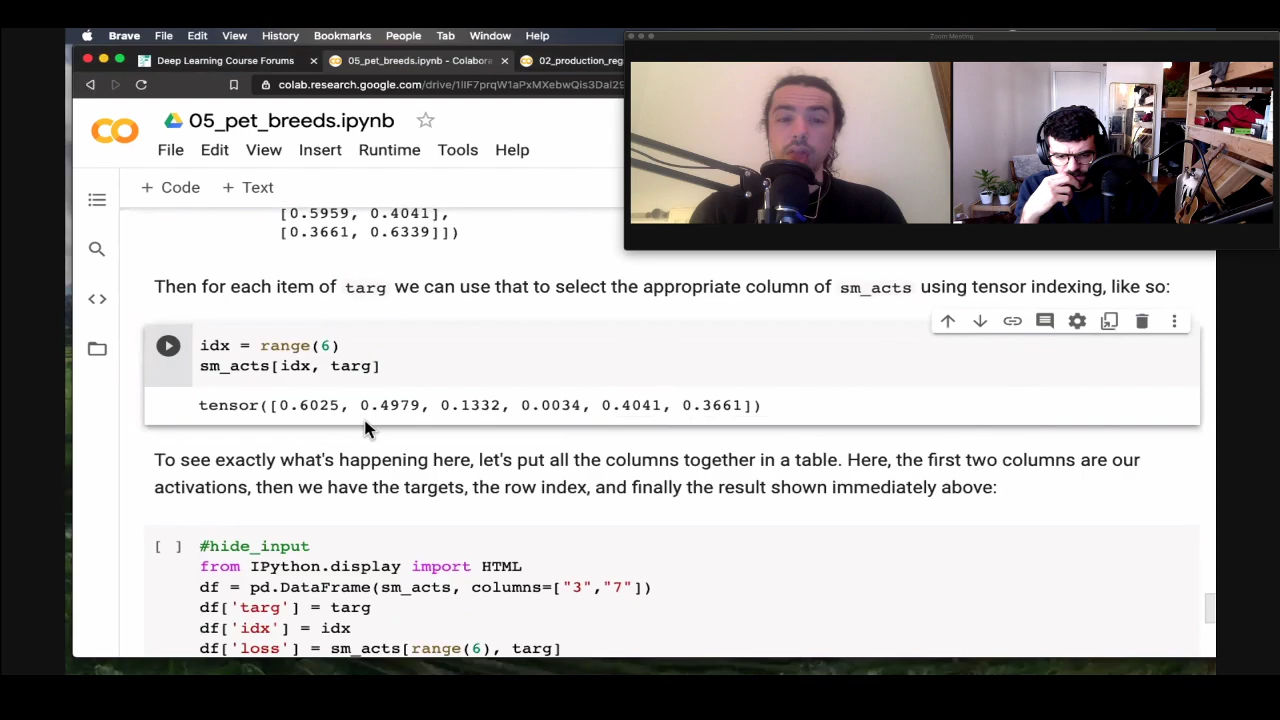 Brave File Edit View History Bookmarks People Tab Window Help
Zoom Meeting
Deep Learning Course Forums × 05_pet_breeds.ipynb - Colabora × 02_production_reg
colab.research.google.com/drive/
CO 05_pet_breeds.ipynb
File Edit View Insert Runtime Tools Help
+ Code + Text
[0.5959, 0.4041],
[0.3661, 0.6339]])
Then for each item of targ we can use that to select the appropriate column of sm_acts using tensor indexing, like so:
idx = range(6)
sm_acts[idx, targ]
tensor([0.6025, 0.4979, 0.1332, 0.0034, 0.4041, 0.3661])
To see exactly what's happening here, let's put all the columns together in a table. Here, the first two columns are our
activations, then we have the targets, the row index, and finally the result shown immediately above:
[ ] #hide_input
from IPython.display import HTML
df = pd.DataFrame(sm_acts, columns=["3","7"])
df['targ'] = targ
df['idx'] = idx
df['loss'] = sm_acts[range(6), targ]